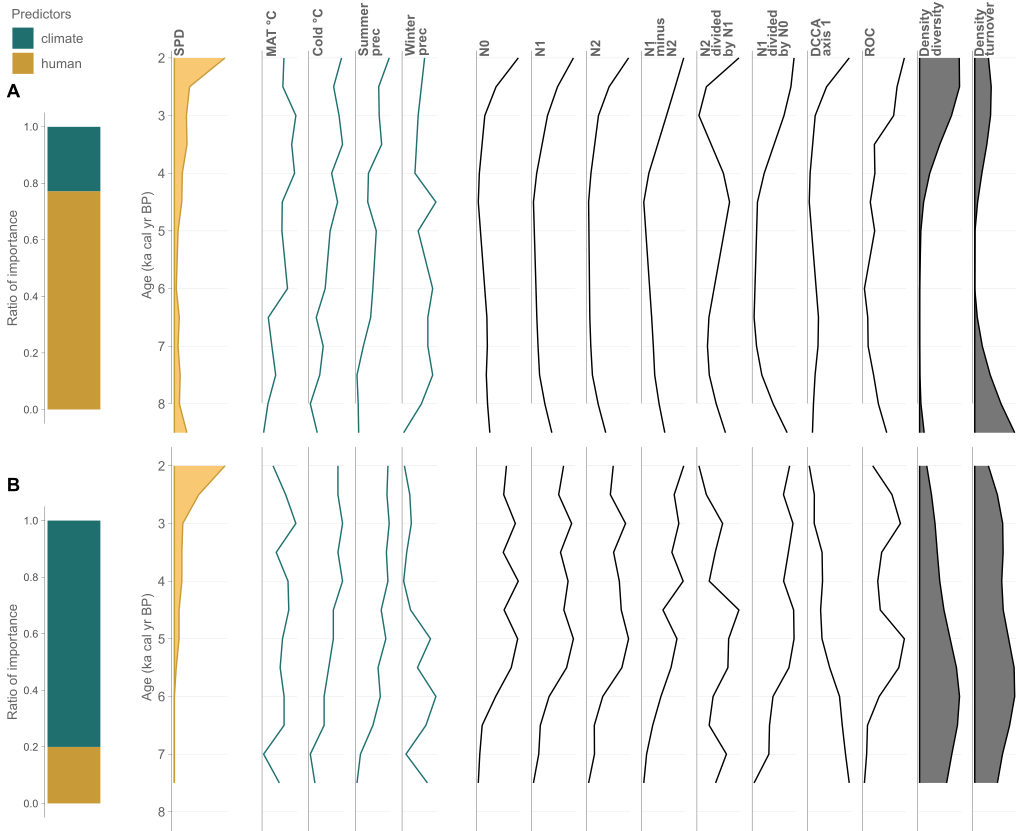 Predictors
climate
human
SPD
MAT °C
Cold °C
Summer
prec
Winter
prec
N0
N1
N2
N1
minus
N2
N2
divided
by N1
N1
divided
by N0
DCCA
axis 1
ROC
Density
diversity
Density
turnover
A
Ratio of importance
1.0
0.8
0.6
0.4
0.2
0.0
Age (ka cal yr BP)
2
3
4
5
6
7
8
B
Ratio of importance
1.0
0.8
0.6
0.4
0.2
0.0
Age (ka cal yr BP)
2
3
4
5
6
7
8